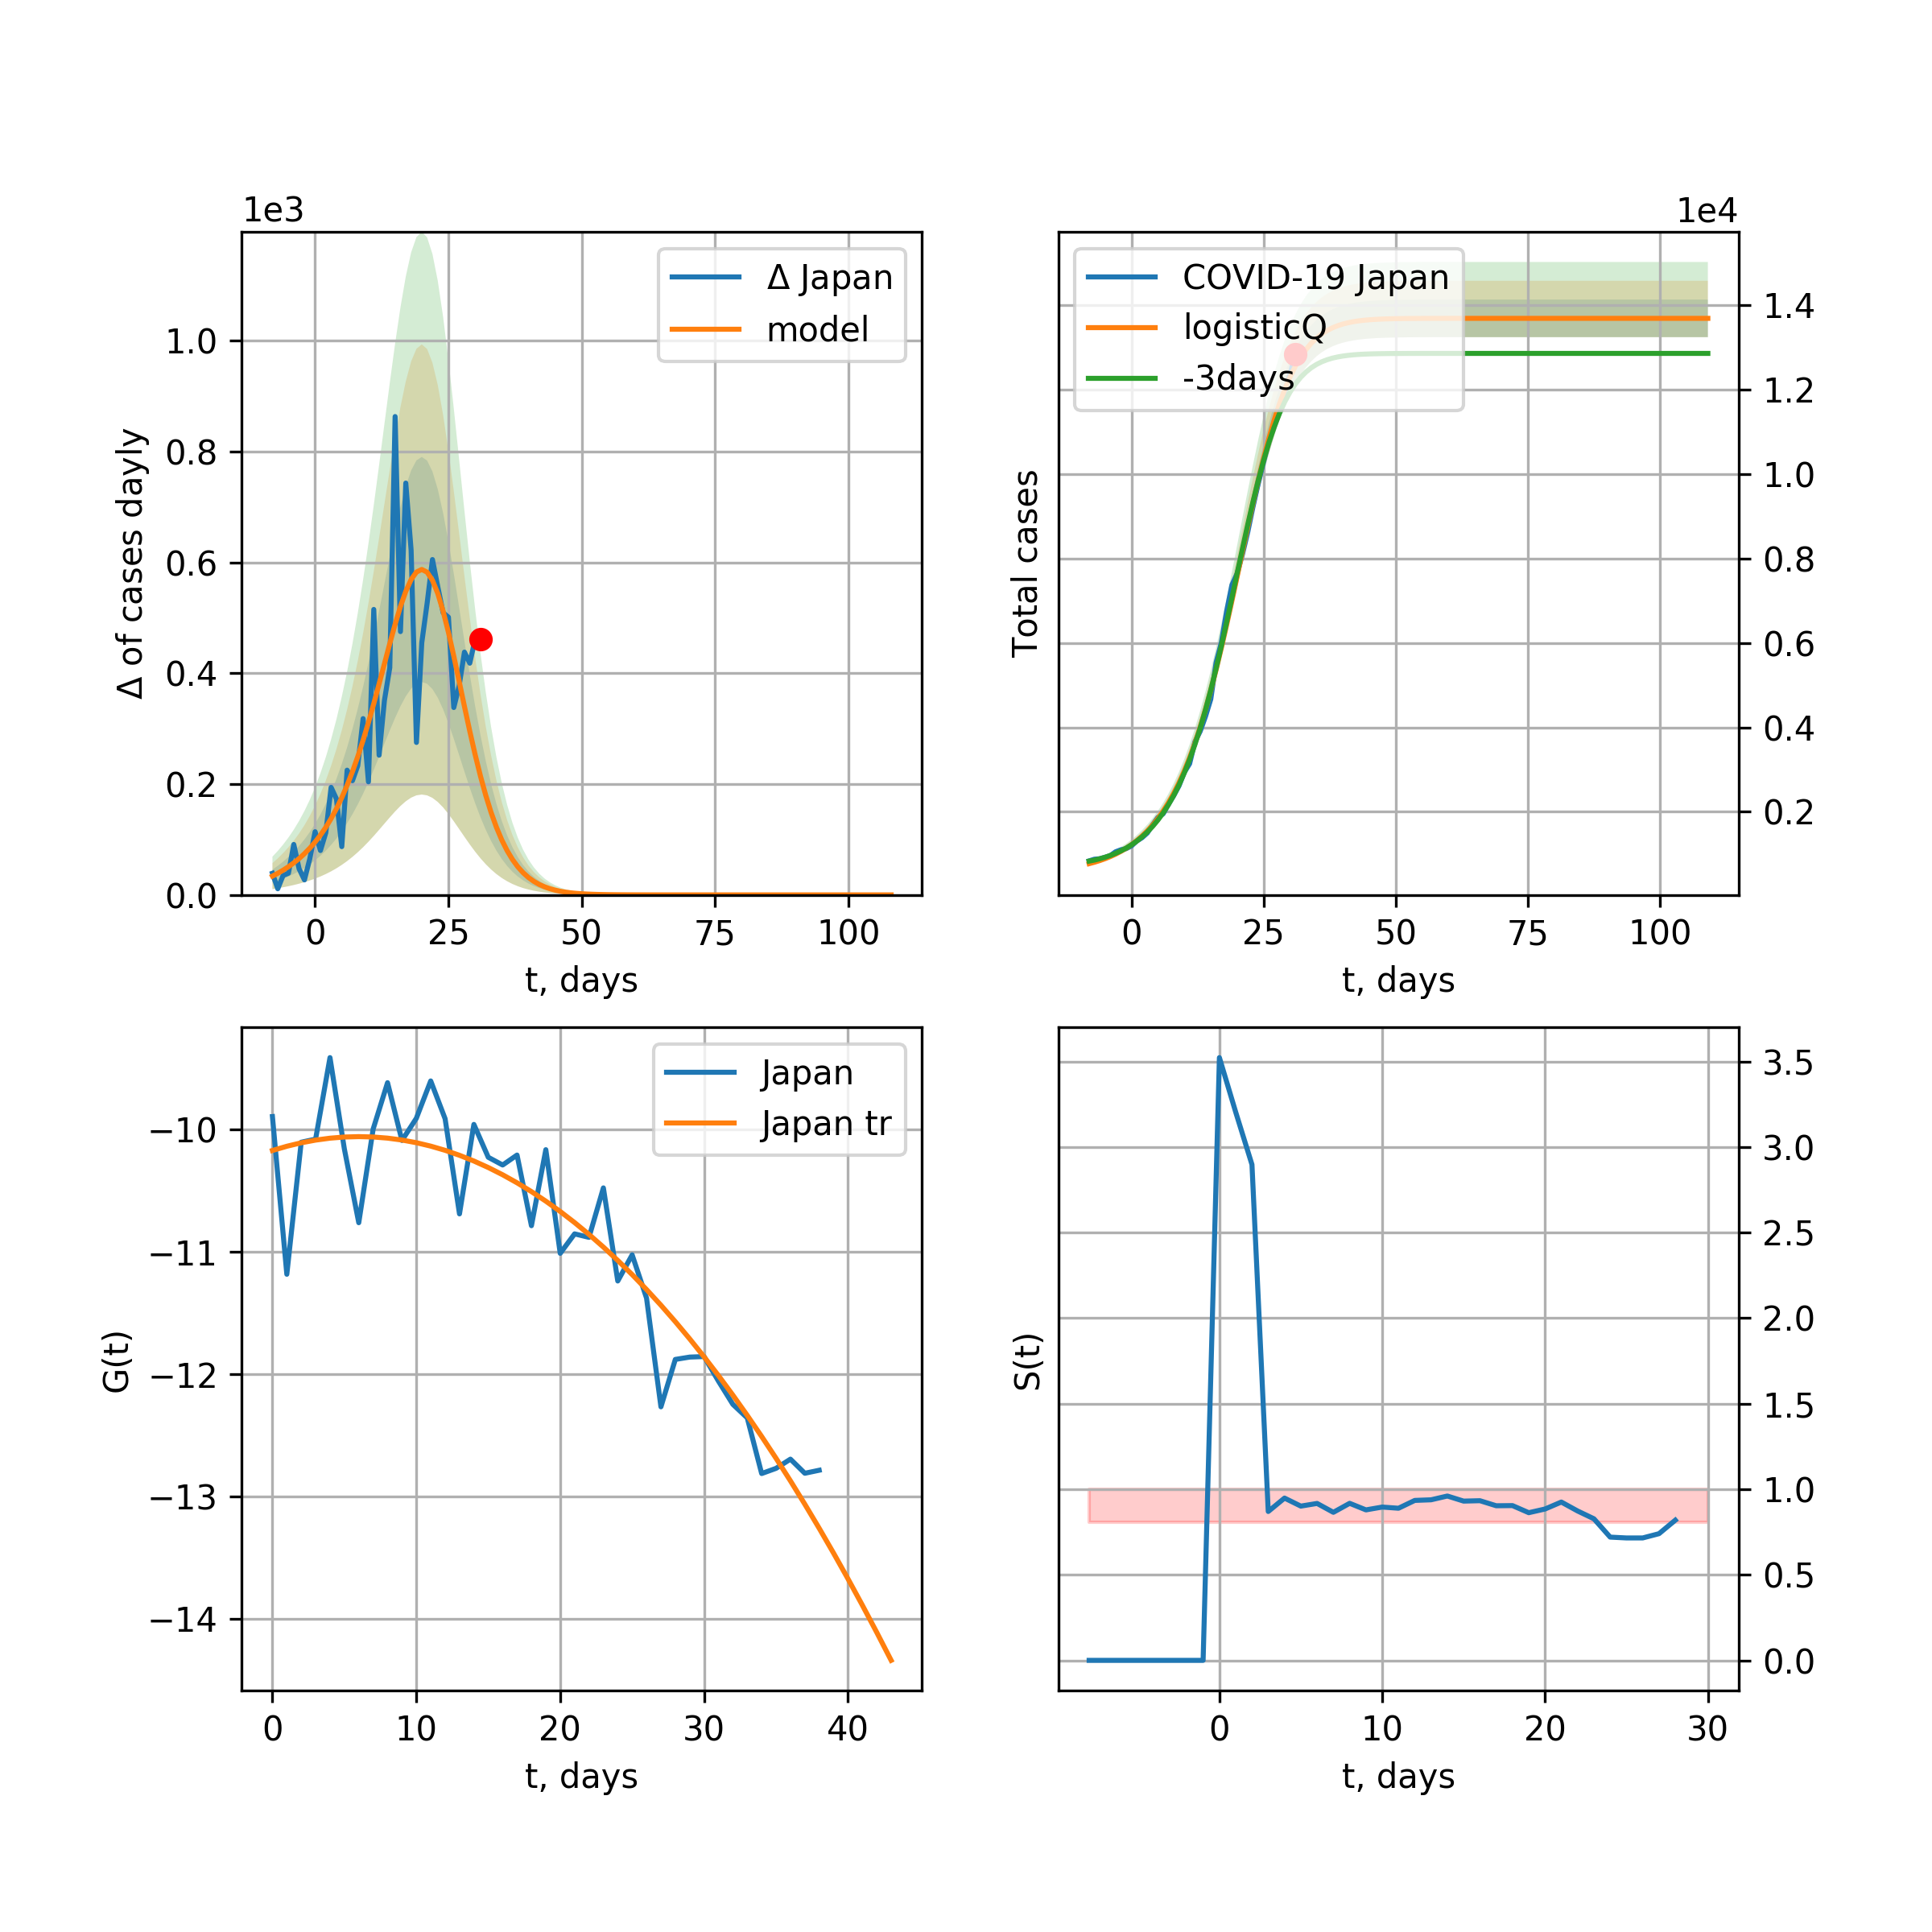 1e3
Δ Japan
model
1.0
0.8
0.6
0.4
0.2
0.0
Δ of cases dayly
0 25 50 75 100
t, days
1e4
COVID-19 Japan
logisticQ
-3days
1.4
1.2
1.0
0.8
0.6
0.4
0.2
Total cases
0 25 50 75 100
t, days
Japan
Japan tr
−10
−11
−12
−13
−14
G(t)
0 10 20 30 40
t, days
3.5
3.0
2.5
2.0
1.5
1.0
0.5
0.0
S(t)
0 10 20 30
t, days